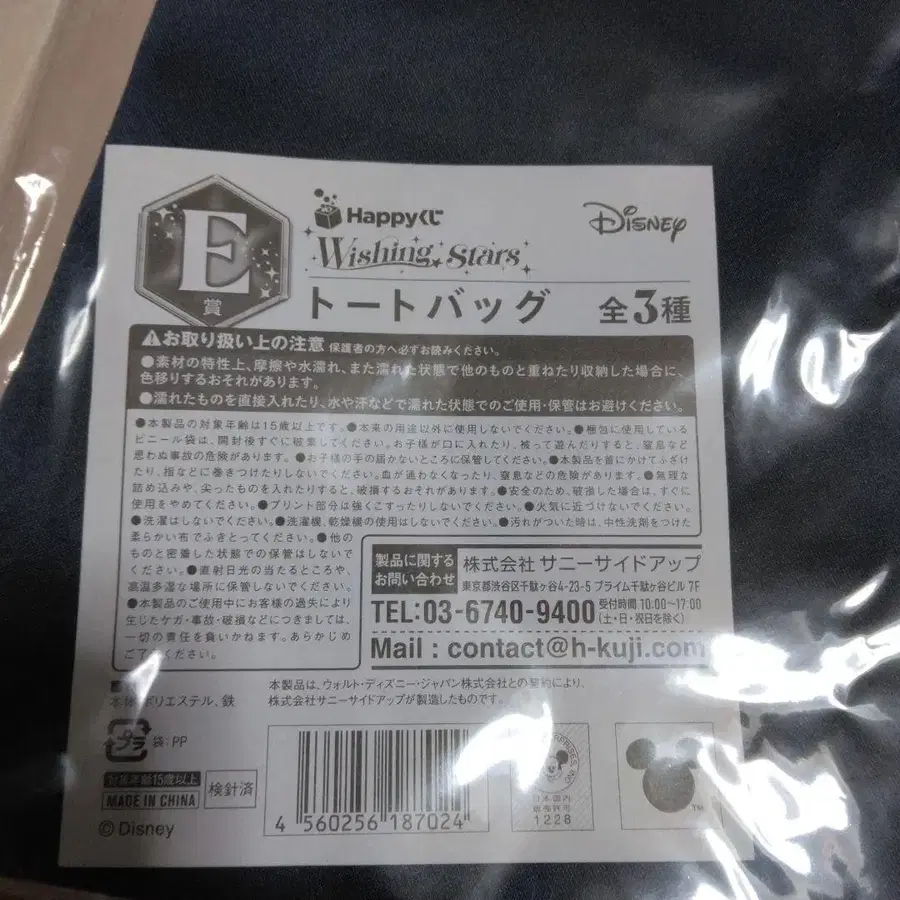 E
賞
Happyくじ
Wishing Stars
Disney
トートバッグ 全3種
お取り扱い上の注意 保護者の方へ必ずお読みください。
●素材の特性上、摩擦や水濡れ、また濡れた状態で他のものと重ねたり収納した場合に、
色移りするおそれがあります。
●濡れたものを直接入れたり、水や汗などで濡れた状態でのご使用・保管はお避けください。
●本製品の対象年齢は15歳以上です。●本来の用途以外に使用しないでください。●梱包に使用している
ビニール袋は、開封後すぐに破棄してください。お子様が口に入れたり、被って遊んだりすると、窒息など
思わぬ事故の危険があります。●お子様の手の届かないところに保管してください。●本製品を首にかけてふざけ
たり、指などに巻きつけたりしないでください。血が通わなくなったり、窒息などの危険があります。●無理な
詰め込みや、尖ったものを入れたりすると、破損するおそれがあります。●安全のため、破損した場合は、すぐに
使用をやめてください。●プリント部分は強くこすったりしないでください。●火気に近づけないでください。
●洗濯はしないでください。●洗濯機、乾燥機の使用はしないでください。●汚れがついた時は、中性洗剤をつけた
柔らかい布でふきとってください。●他の
ものと密着した状態での保管はしないで
ください。●直射日光の当たるところや、
高温多湿な場所に保管しないでください。
●本製品のご使用中にお客様の過失により
生じたケガ・事故・破損などにつきましては、
一切の責任を負いかねます。あらかじめ
ご了承ください。
製品に関する
お問い合わせ
株式会社 サニーサイドアップ
東京都渋谷区千駄ヶ谷4-23-5 プライム千駄ヶ谷ビル 7F
TEL:03-6740-9400 受付時間 10:00〜17:00
(土・日・祝日を除く)
Mail : contact@h-kuji.com
本体:ポリエステル、鉄
本製品は、ウォルト・ディズニー・ジャパン株式会社との契約により、
株式会社サニーサイドアップが製造したものです。
プラ 袋:PP
対象年齢15歳以上
MADE IN CHINA
検針済
© Disney
4 560256 187024
日本国内
販売許可
1228
TM